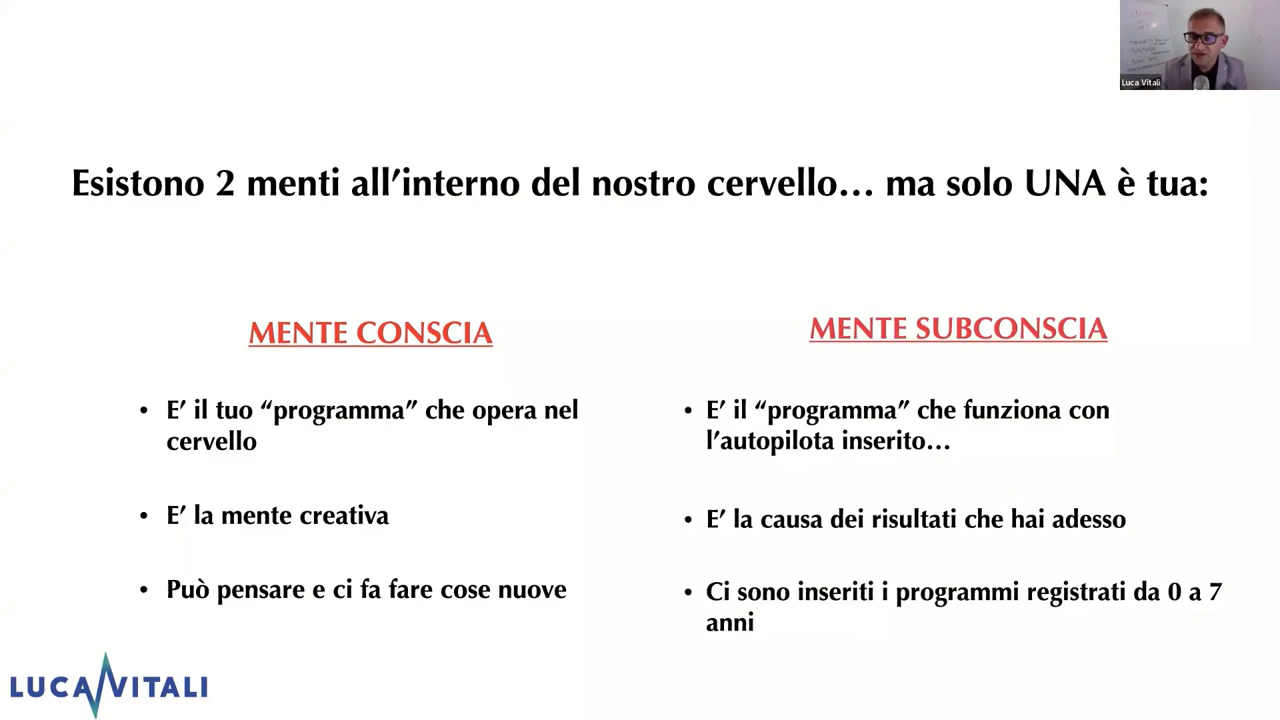 Luca Vitali
Esistono 2 menti all’interno del nostro cervello… ma solo UNA è tua:
MENTE CONSCIA
• E’ il tuo “programma” che opera nel
cervello
• E’ la mente creativa
• Può pensare e ci fa fare cose nuove
MENTE SUBCONSCIA
• E’ il “programma” che funziona con
l’autopilota inserito…
• E’ la causa dei risultati che hai adesso
• Ci sono inseriti i programmi registrati da 0 a 7
anni
LUCA VITALI